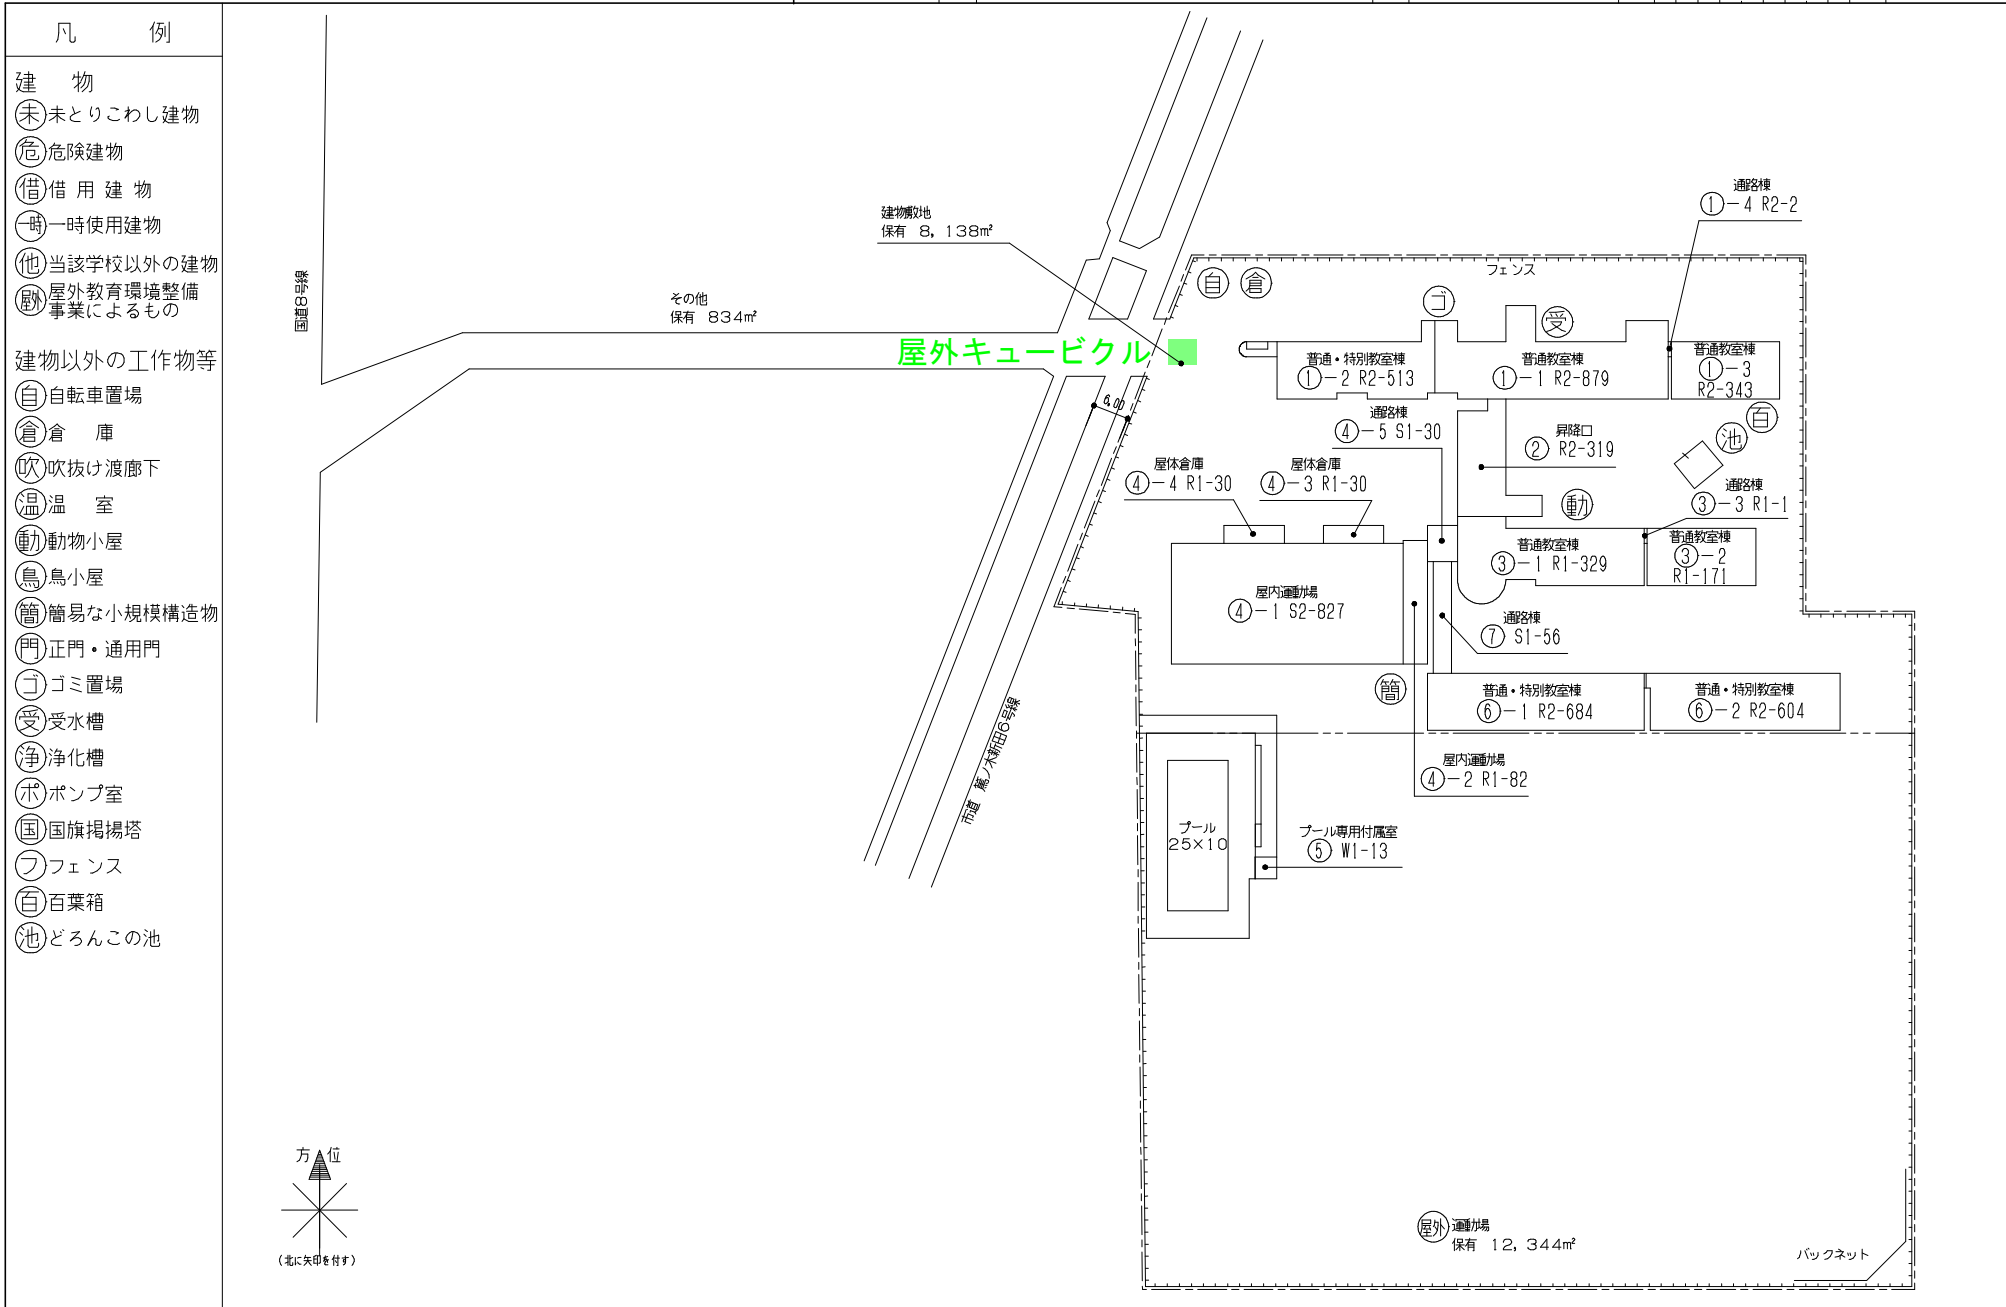 凡　例
建　物
未 未とりこわし建物
危 危険建物
借 借 用 建 物
一時 一時使用建物
他 当該学校以外の建物
屋外 屋外教育環境整備
事業によるもの
建物以外の工作物等
自 自転車置場
倉 倉　庫
吹 吹抜け渡廊下
温 温　室
動 動物小屋
鳥 鳥小屋
簡 簡易な小規模構造物
門 正門・通用門
ゴ ゴミ置場
受 受水槽
浄 浄化槽
ポ ポンプ室
国 国旗掲揚塔
フ フェンス
百 百葉箱
池 どろんこの池
国道8号線
その他
保有 834㎡
建物敷地
保有 8,138㎡
屋外キュービクル
6.00
市道 鴬ノ木新田6号線
自 倉
フェンス
ゴ
受
通路棟
①-4 R2-2
普通・特別教室棟
①-2 R2-513
普通教室棟
①-1 R2-879
普通教室棟
①-3
R2-343
通路棟
④-5 S1-30
昇降口
② R2-319
百
池
屋体倉庫
④-4 R1-30
屋体倉庫
④-3 R1-30
動
通路棟
③-3 R1-1
普通教室棟
③-1 R1-329
普通教室棟
③-2
R1-171
屋内運動場
④-1 S2-827
通路棟
⑦ S1-56
簡
普通・特別教室棟
⑥-1 R2-684
普通・特別教室棟
⑥-2 R2-604
屋内運動場
④-2 R1-82
プール
25×10
プール専用付属室
⑤ W1-13
屋外 運動場
保有 12,344㎡
バックネット
方位
(北に矢印を付す)